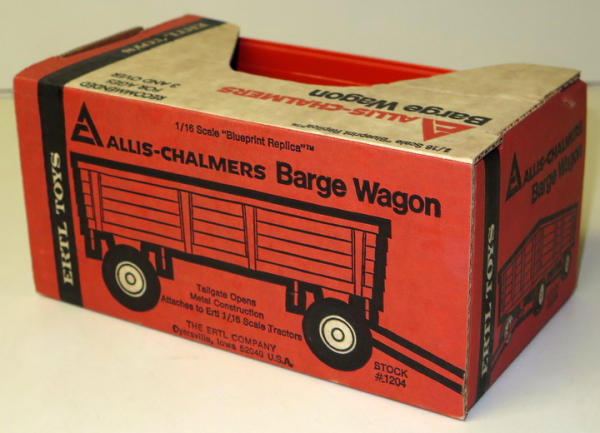 ERTL TOYS
RECOMMENDED
FOR AGES
3 AND OVER
ALLIS-CHALMERS
Barge Wagon
1/16 Scale "Blueprint Replica"™
1/16 Scale "Blueprint Replica"™
ALLIS-CHALMERS Barge Wagon
ERTL TOYS
Tailgate Opens
Metal Construction
Attaches to Ertl 1/16 Scale Tractors
THE ERTL COMPANY
Dyersville, Iowa 52040 U.S.A.
STOCK
#1204
ALLIS-CHALMERS
Barge Wagon
ERTL TOYS